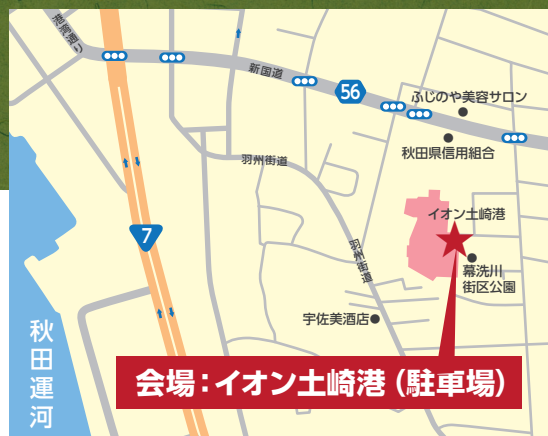 港湾通り
新国道
56
ふじのや美容サロン
秋田県信用組合
羽州街道
イオン土崎港
7
羽州街道
幕洗川
街区公園
宇佐美酒店
秋田運河
会場：イオン土崎港（駐車場）